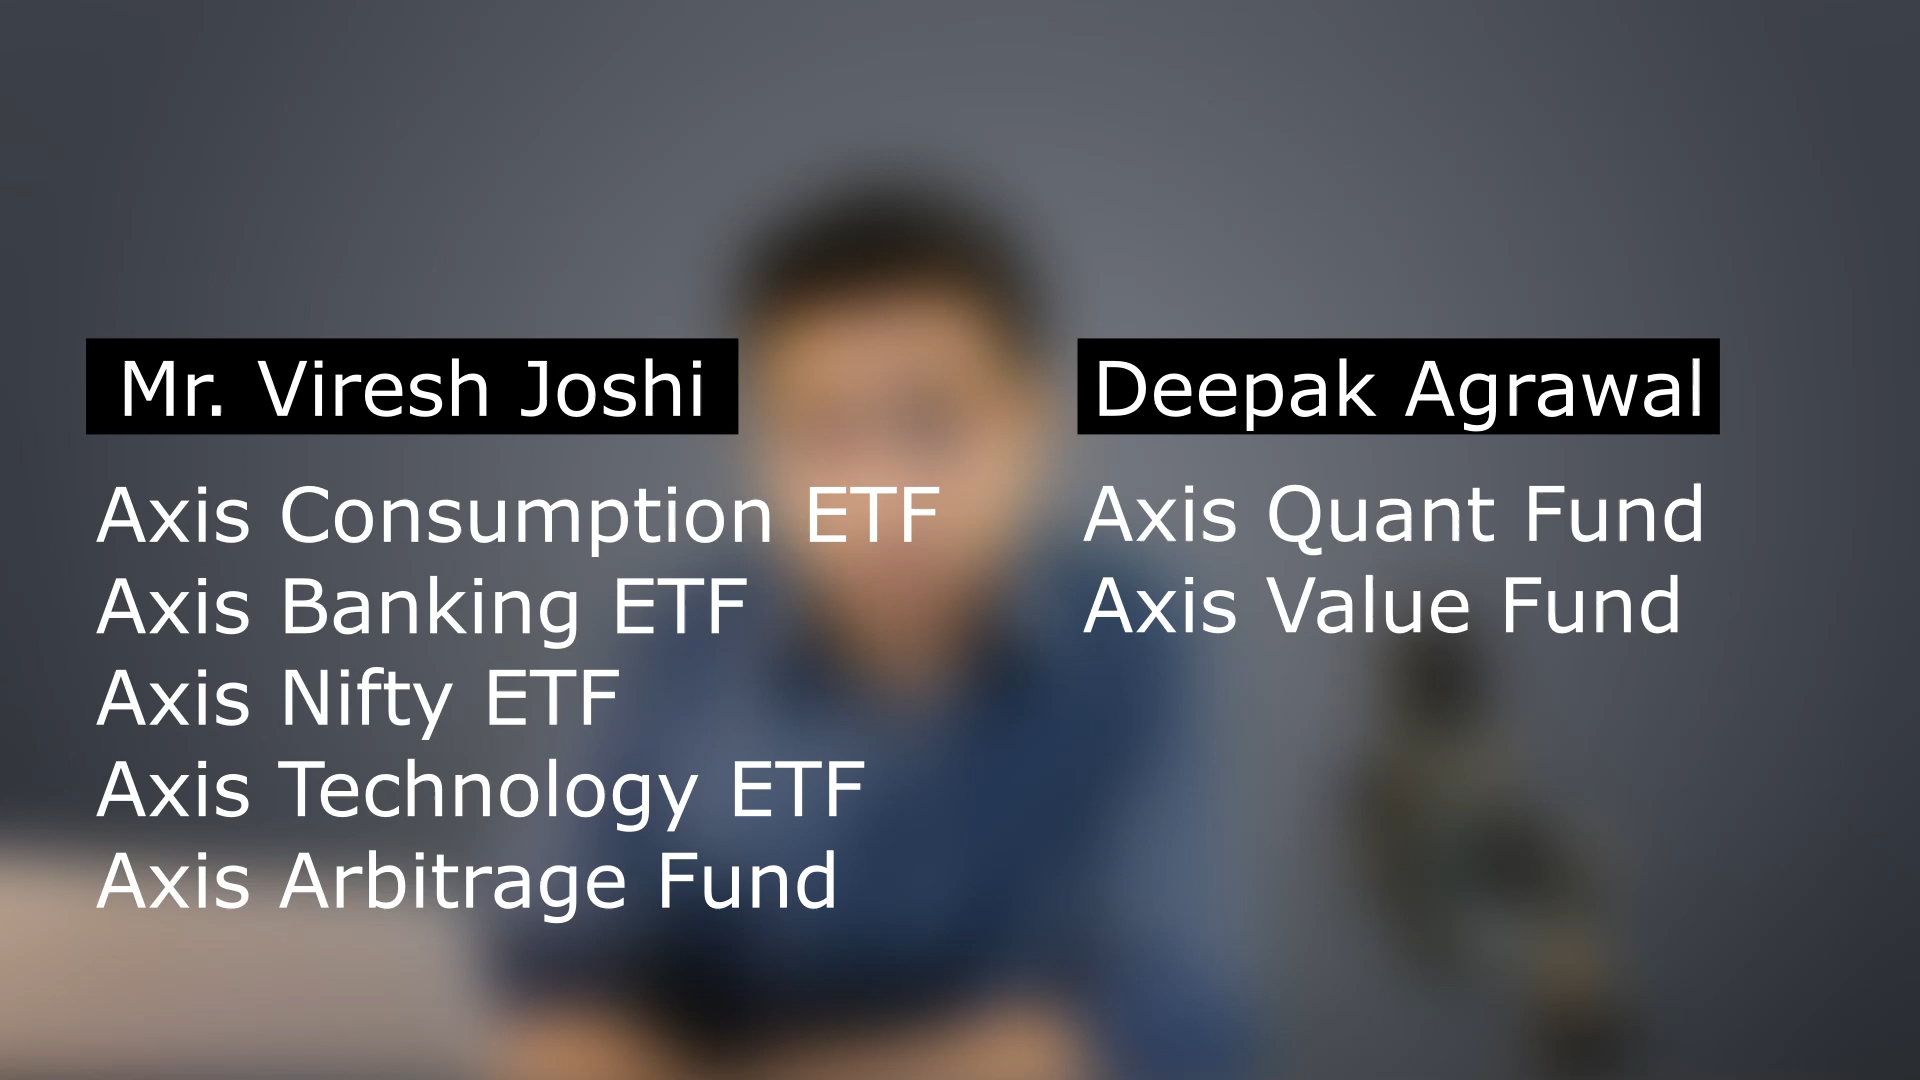 Mr. Viresh Joshi
Axis Consumption ETF
Axis Banking ETF
Axis Nifty ETF
Axis Technology ETF
Axis Arbitrage Fund
Deepak Agrawal
Axis Quant Fund
Axis Value Fund